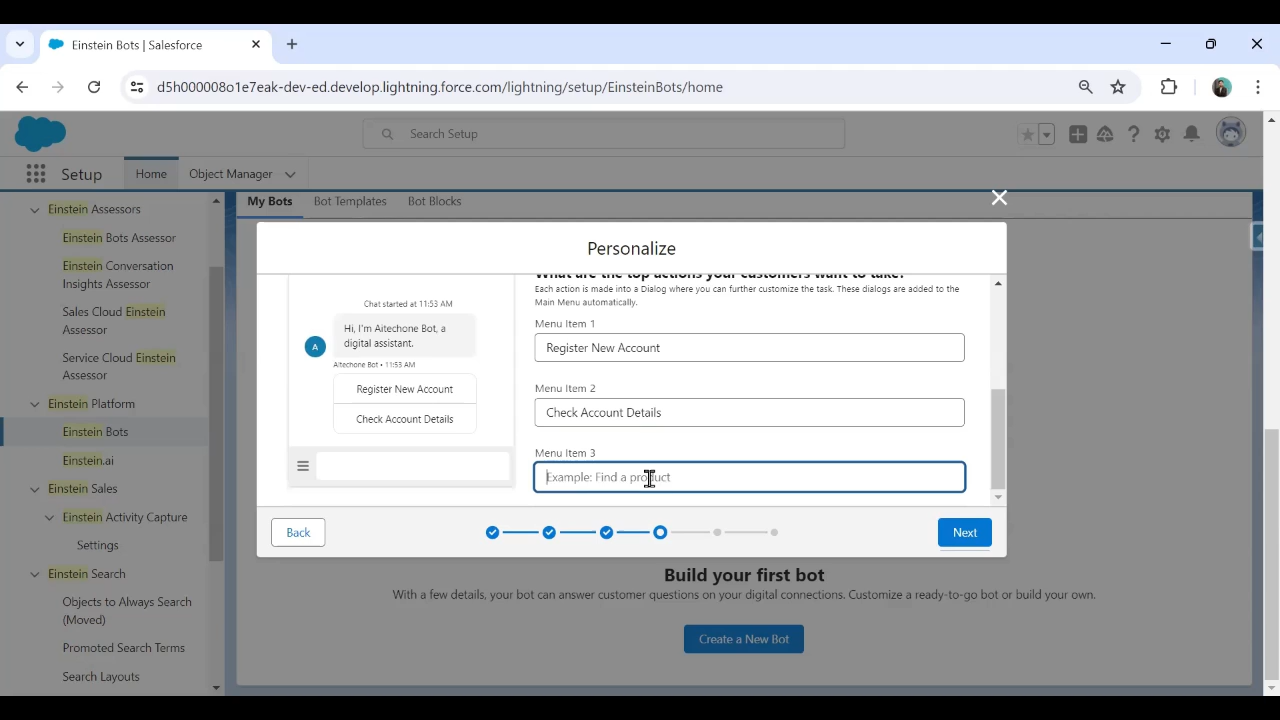 Einstein Bots | Salesforce
d5h000008o1e7eak-dev-ed.develop.lightning.force.com/lightning/setup/EinsteinBots/home
Search Setup
Setup
Home
Object Manager
Einstein Assessors
Einstein Bots Assessor
Einstein Conversation
Insights Assessor
Sales Cloud Einstein
Assessor
Service Cloud Einstein
Assessor
Einstein Platform
Einstein Bots
Einstein.ai
Einstein Sales
Einstein Activity Capture
Settings
Einstein Search
Objects to Always Search
(Moved)
Promoted Search Terms
Search Layouts
My Bots
Bot Templates
Bot Blocks
Personalize
Chat started at 11:53 AM
Hi, I'm Aitechone Bot, a
digital assistant.
A
Aitechone Bot • 11:53 AM
Register New Account
Check Account Details
What are the top actions your customers want to take?
Each action is made into a Dialog where you can further customize the task. These dialogs are added to the
Main Menu automatically.
Menu Item 1
Register New Account
Menu Item 2
Check Account Details
Menu Item 3
Example: Find a product
Back
Next
Build your first bot
With a few details, your bot can answer customer questions on your digital connections. Customize a ready-to-go bot or build your own.
Create a New Bot